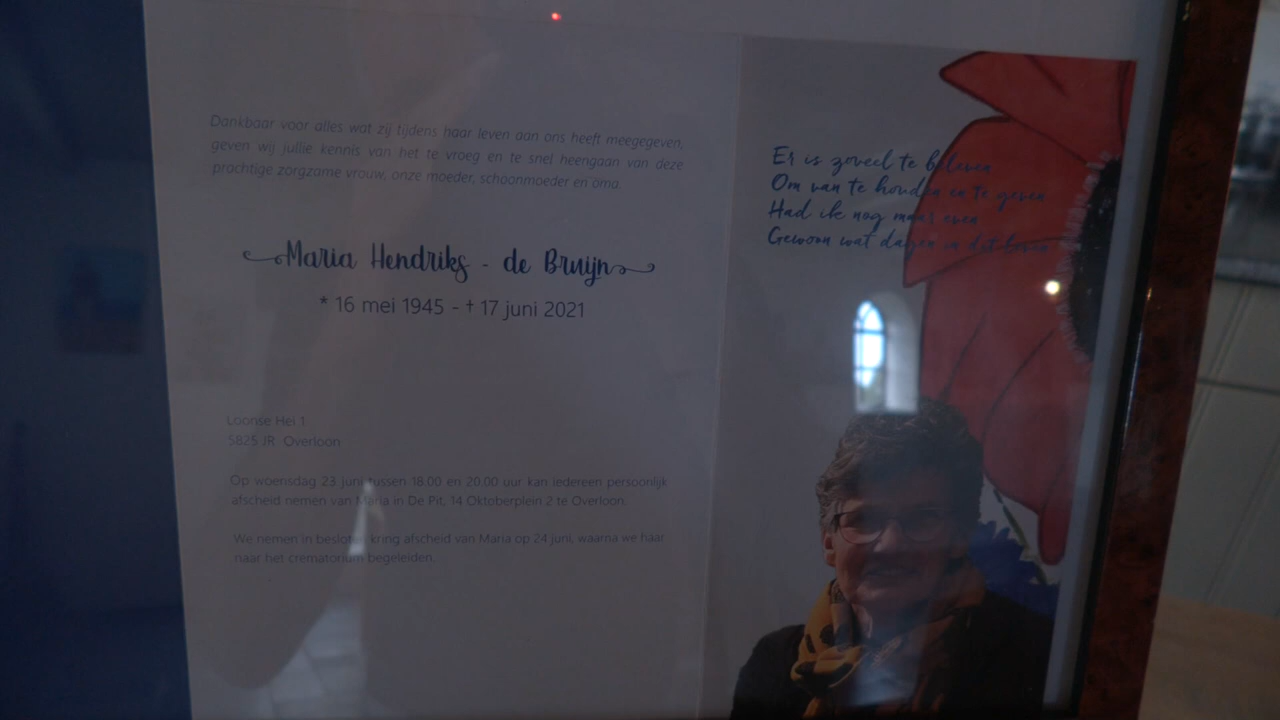 Dankbaar voor alles wat zij tijdens haar leven aan ons heeft meegegeven,
geven wij jullie kennis van het te vroeg en te snel heengaan van deze
prachtige zorgzame vrouw, onze moeder, schoonmoeder en oma.
Maria Hendriks - de Bruijn
* 16 mei 1945 - † 17 juni 2021
Loonse Hei 1
5825 JR Overloon
Op woensdag 23 juni tussen 18.00 en 20.00 uur kan iedereen persoonlijk
afscheid nemen van Maria in De Pit, 14 Oktoberplein 2 te Overloon.
We nemen in besloten kring afscheid van Maria op 24 juni, waarna we haar
naar het crematorium begeleiden.
Er is zoveel te beleven
Om van te houden en te geven
Had ik nog maar even
Gewoon wat dagen in dit leven